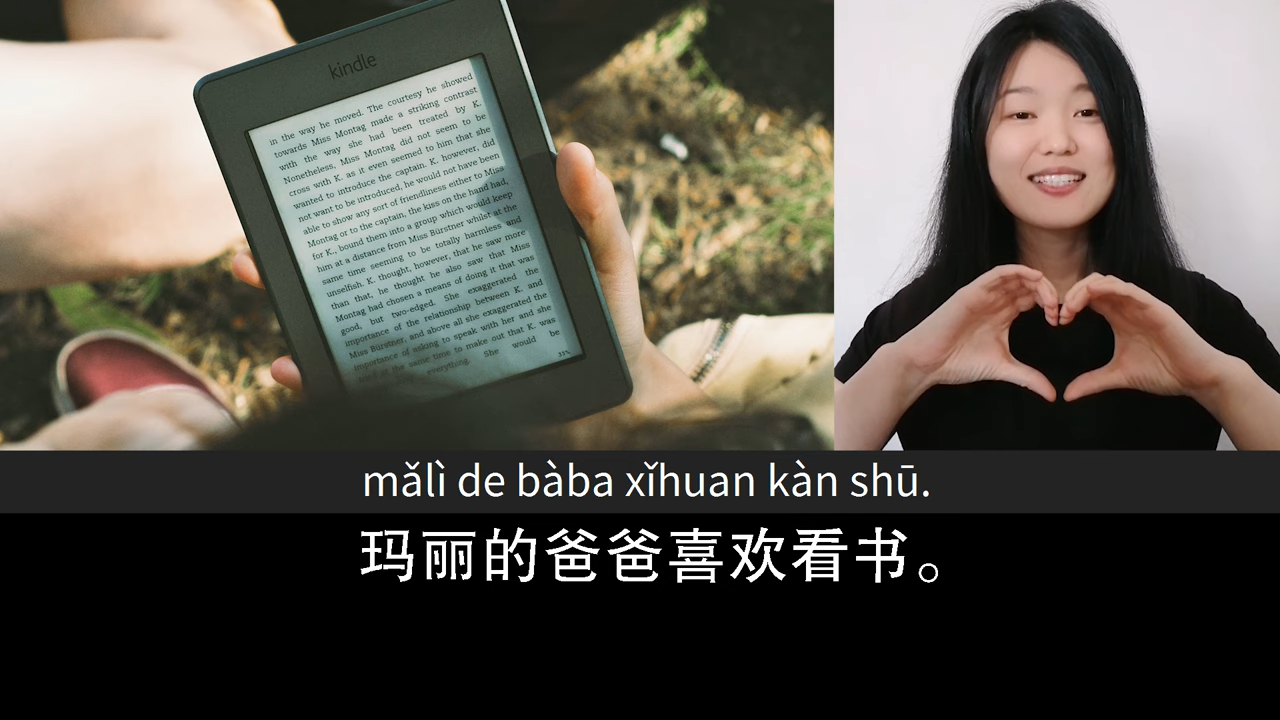 kindle
in the way he moved. The courtesy he showed
towards Miss Montag made a striking contrast
with the way she had been treated by K.
Nonetheless, Miss Montag did not seem to be
cross with K. as it even seemed to him that she
wanted to introduce the captain. K. however, did
not want to be introduced, he would not have been
able to show any sort of friendliness either to Miss
Montag or to the captain, the kiss on the hand had,
for K., bound them into a group which would keep
him at a distance from Miss Bürstner whilst at the
same time seeming to be totally harmless and
unselfish. K. thought, however, that he saw more
than that, he thought he also saw that Miss
Montag had chosen a means of doing it that was
good, but two-edged. She exaggerated the
importance of the relationship between K. and
Miss Bürstner, and above all she exaggerated the
importance of asking to speak with her and she
tried at the same time to make out that K. was
everything. She would be
mǎlì de bàba xǐhuan kàn shū.
玛丽的爸爸喜欢看书。